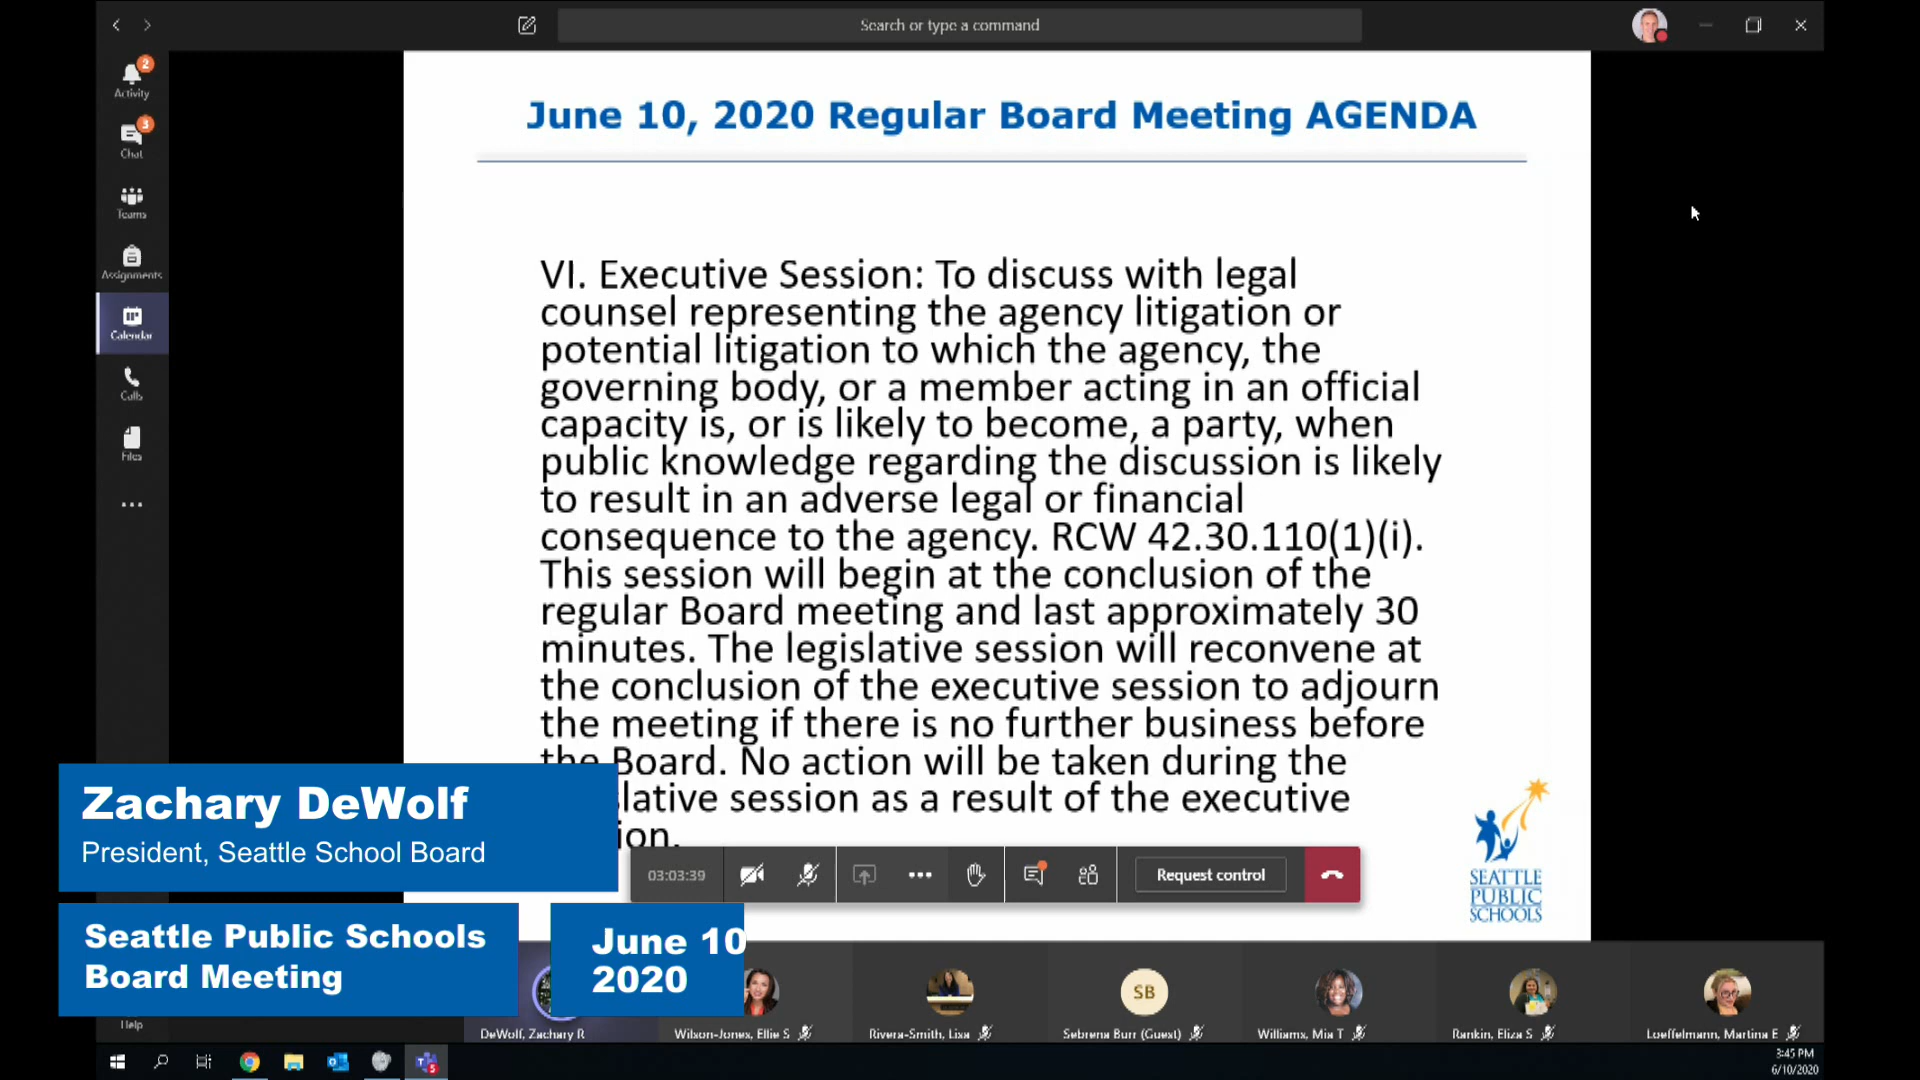 Search or type a command
2
Activity
3
Chat
Teams
Assignments
Calendar
Calls
Files
Help
June 10, 2020 Regular Board Meeting AGENDA
VI. Executive Session: To discuss with legal
counsel representing the agency litigation or
potential litigation to which the agency, the
governing body, or a member acting in an official
capacity is, or is likely to become, a party, when
public knowledge regarding the discussion is likely
to result in an adverse legal or financial
consequence to the agency. RCW 42.30.110(1)(i).
This session will begin at the conclusion of the
regular Board meeting and last approximately 30
minutes. The legislative session will reconvene at
the conclusion of the executive session to adjourn
the meeting if there is no further business before
the Board. No action will be taken during the
lative session as a result of the executive
ion.
SEATTLE
PUBLIC
SCHOOLS
Zachary DeWolf
President, Seattle School Board
Seattle Public Schools
Board Meeting
June 10
2020
03:03:39
Request control
SB
DeWolf, Zachary R
Wilson-Jones, Ellie S
Rivera-Smith, Lisa
Sebrena Burr (Guest)
Williams, Mia T
Rankin, Eliza S
Loeffelmann, Martina E
5
3:45 PM
6/10/2020